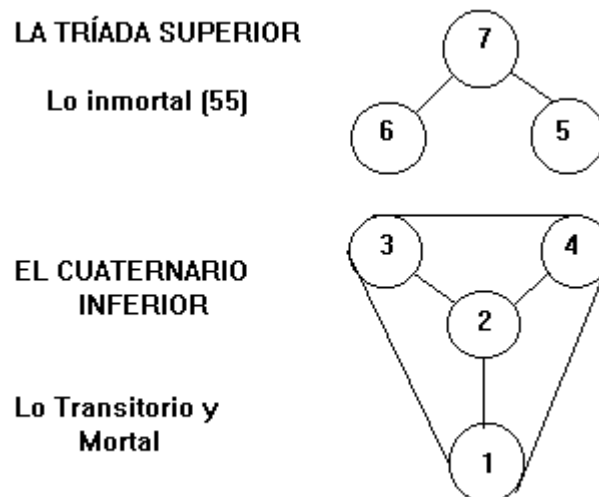 LA TRÍADA SUPERIOR
7
Lo inmortal (55)
6
5
3
4
EL CUATERNARIO
INFERIOR
2
Lo Transitorio y
Mortal
1